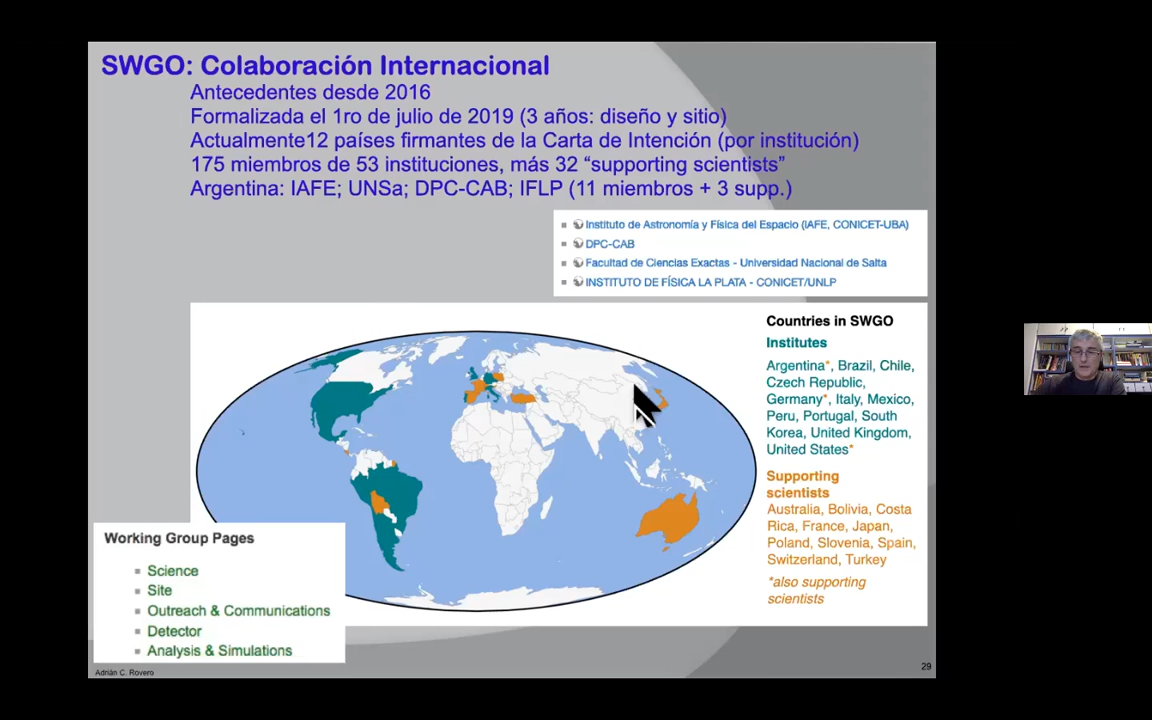 SWGO: Colaboración Internacional
Antecedentes desde 2016
Formalizada el 1ro de julio de 2019 (3 años: diseño y sitio)
Actualmente12 países firmantes de la Carta de Intención (por institución)
175 miembros de 53 instituciones, más 32 “supporting scientists”
Argentina: IAFE; UNSa; DPC-CAB; IFLP (11 miembros + 3 supp.)
Instituto de Astronomía y Física del Espacio (IAFE, CONICET-UBA)
DPC-CAB
Facultad de Ciencias Exactas - Universidad Nacional de Salta
INSTITUTO DE FÍSICA LA PLATA - CONICET/UNLP
Countries in SWGO
Institutes
Argentina*, Brazil, Chile,
Czech Republic,
Germany*, Italy, Mexico,
Peru, Portugal, South
Korea, United Kingdom,
United States*
Supporting
scientists
Australia, Bolivia, Costa
Rica, France, Japan,
Poland, Slovenia, Spain,
Switzerland, Turkey
*also supporting
scientists
Working Group Pages
Science
Site
Outreach & Communications
Detector
Analysis & Simulations
Adrián C. Rovero
29